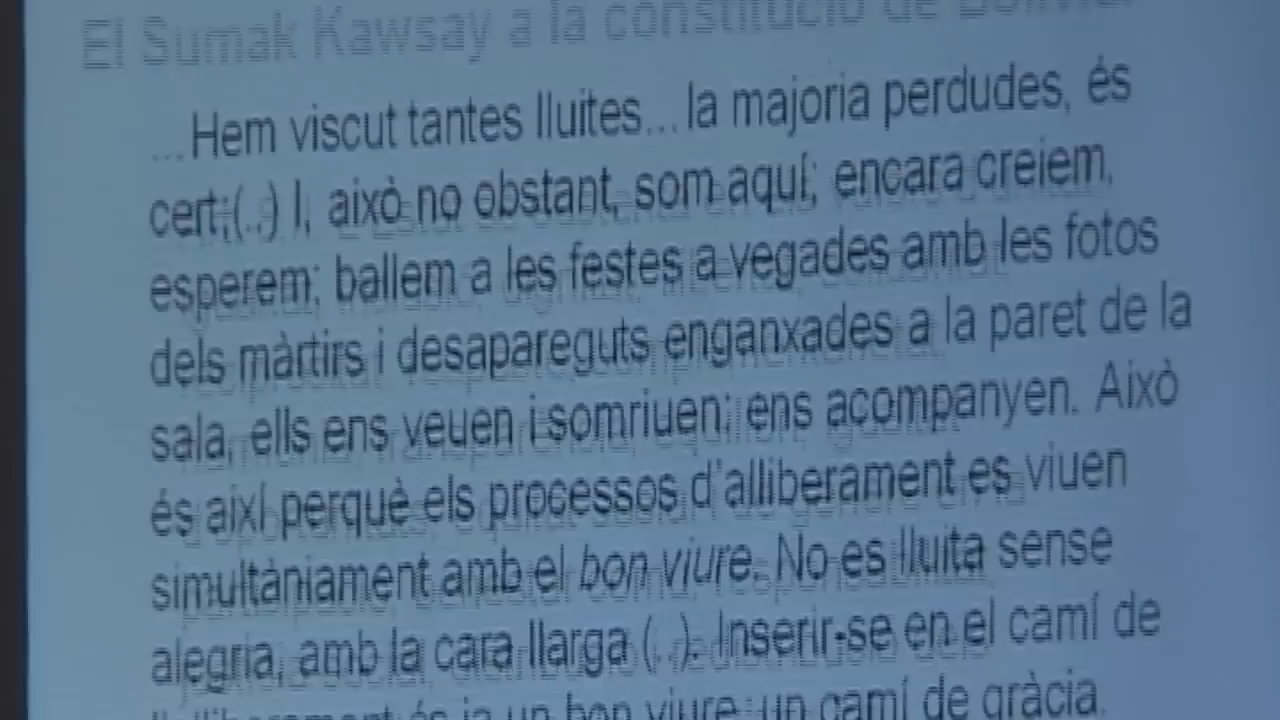 El Sumak Kawsay a la constitució de Bolivia.
...Hem viscut tantes lluites...la majoria perdudes, és
cert;(..) I, això no obstant, som aquí; encara creiem,
esperem; ballem a les festes a vegades amb les fotos
dels màrtirs i desapareguts enganxades a la paret de la
sala, ells ens veuen i somriuen; ens acompanyen. Això
és així perquè els processos d'alliberament es viuen
simultàniament amb el bon viure. No es lluita sense
alegria, amb la cara llarga (..). Inserir-se en el camí de
l'alliberament és ja un bon viure, un camí de gràcia.